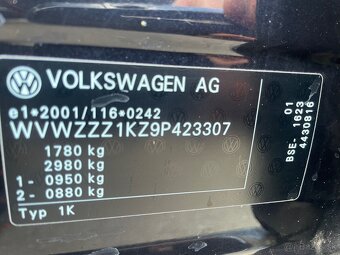 VOLKSWAGEN AG
e1*2001/116*0242
WVWZZZ1KZ9P423307
1780 kg
2980 kg
1- 0950 kg
2- 0880 kg
Typ 1K
BSE- 1623
01
4430816